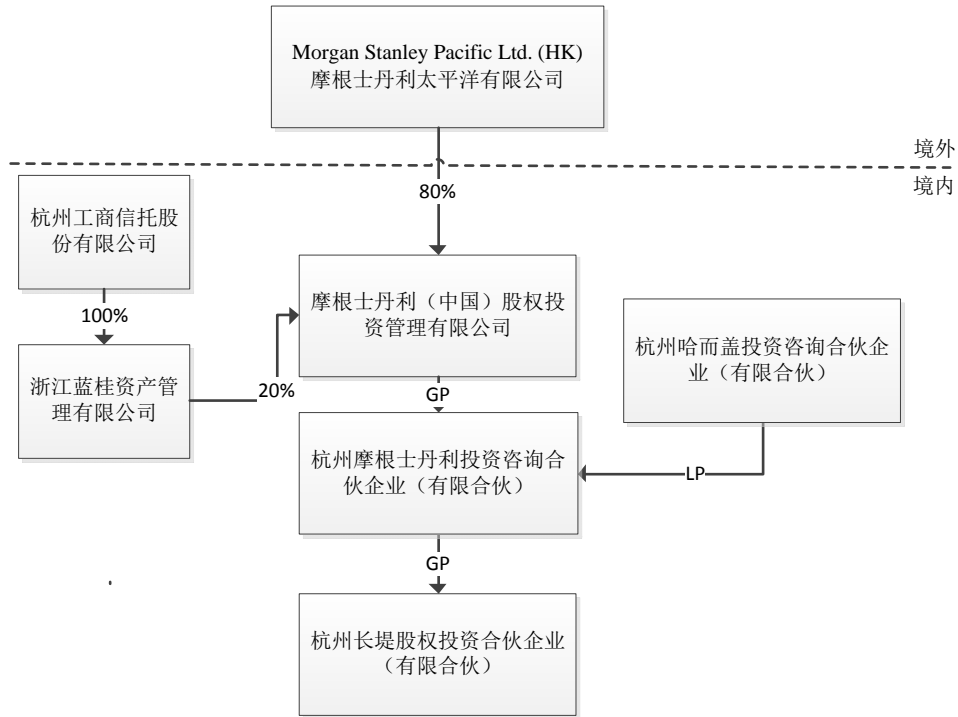 Morgan Stanley Pacific Ltd. (HK)
摩根士丹利太平洋有限公司
境外
境内
80%
杭州工商信托股
份有限公司
100%
摩根士丹利（中国）股权投
资管理有限公司
杭州哈而盖投资咨询合伙企
业（有限合伙）
浙江蓝桂资产管
理有限公司
20%
GP
杭州摩根士丹利投资咨询合
伙企业（有限合伙）
LP
GP
杭州长堤股权投资合伙企业
（有限合伙）